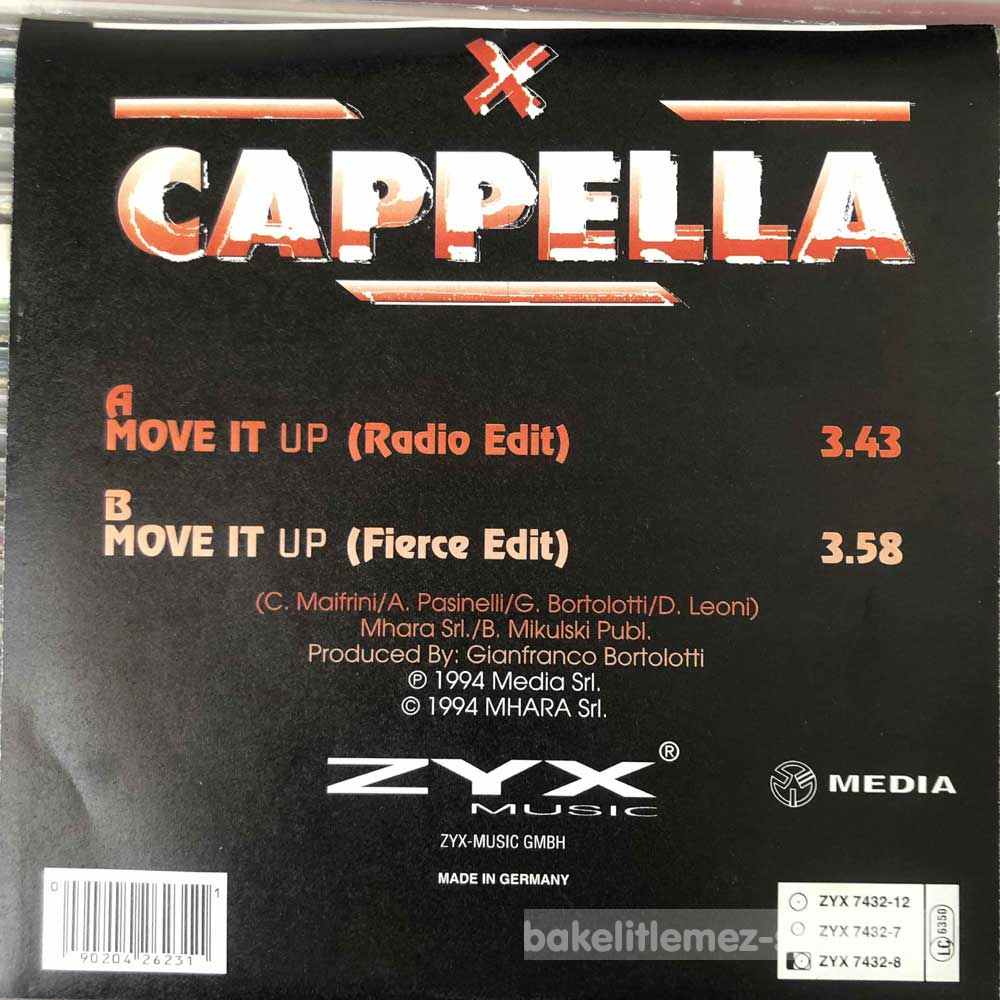 X
CAPPELLA
A
MOVE IT UP (Radio Edit) 3.43
B
MOVE IT UP (Fierce Edit) 3.58
(C. Maifrini/A. Pasinelli/G. Bortolotti/D. Leoni)
Mhara Srl./B. Mikulski Publ.
Produced By: Gianfranco Bortolotti
℗ 1994 Media Srl.
© 1994 MHARA Srl.
ZYX®
MUSIC
MEDIA
ZYX-MUSIC GMBH
MADE IN GERMANY
0 90204 26231 1
ZYX 7432-12
ZYX 7432-7
ZYX 7432-8
LC 6350
bakelitlemez-s